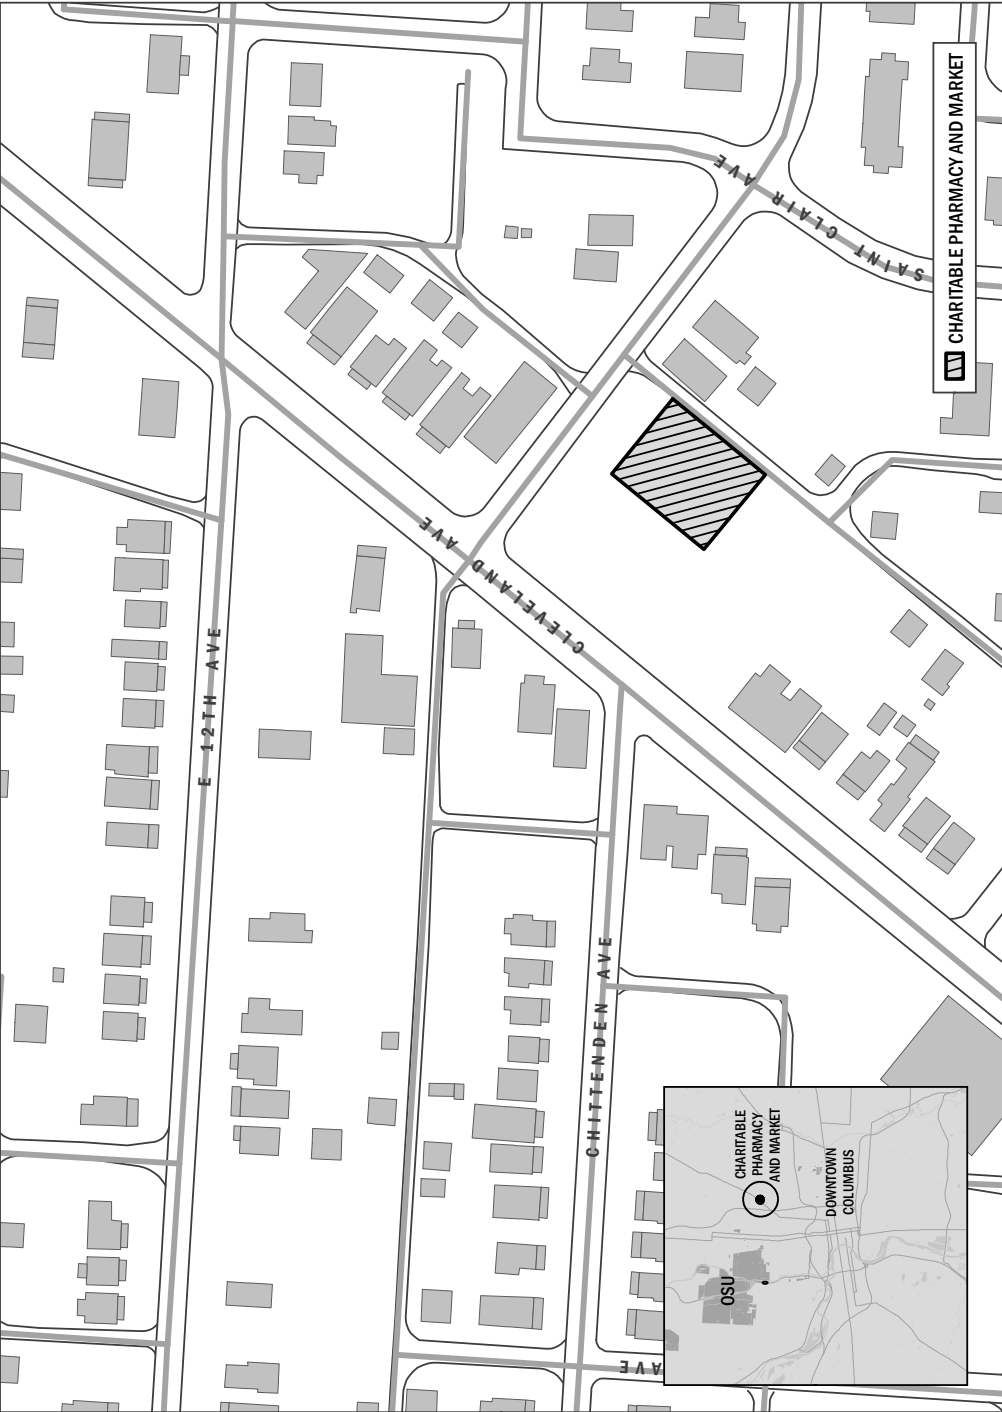 CHARITABLE PHARMACY AND MARKET
SAINT CLAIR AVE
CLEVELAND AVE
E 12TH AVE
CHITTENDEN AVE
AVE
CHARITABLE
PHARMACY
AND MARKET
DOWNTOWN
COLUMBUS
OSU